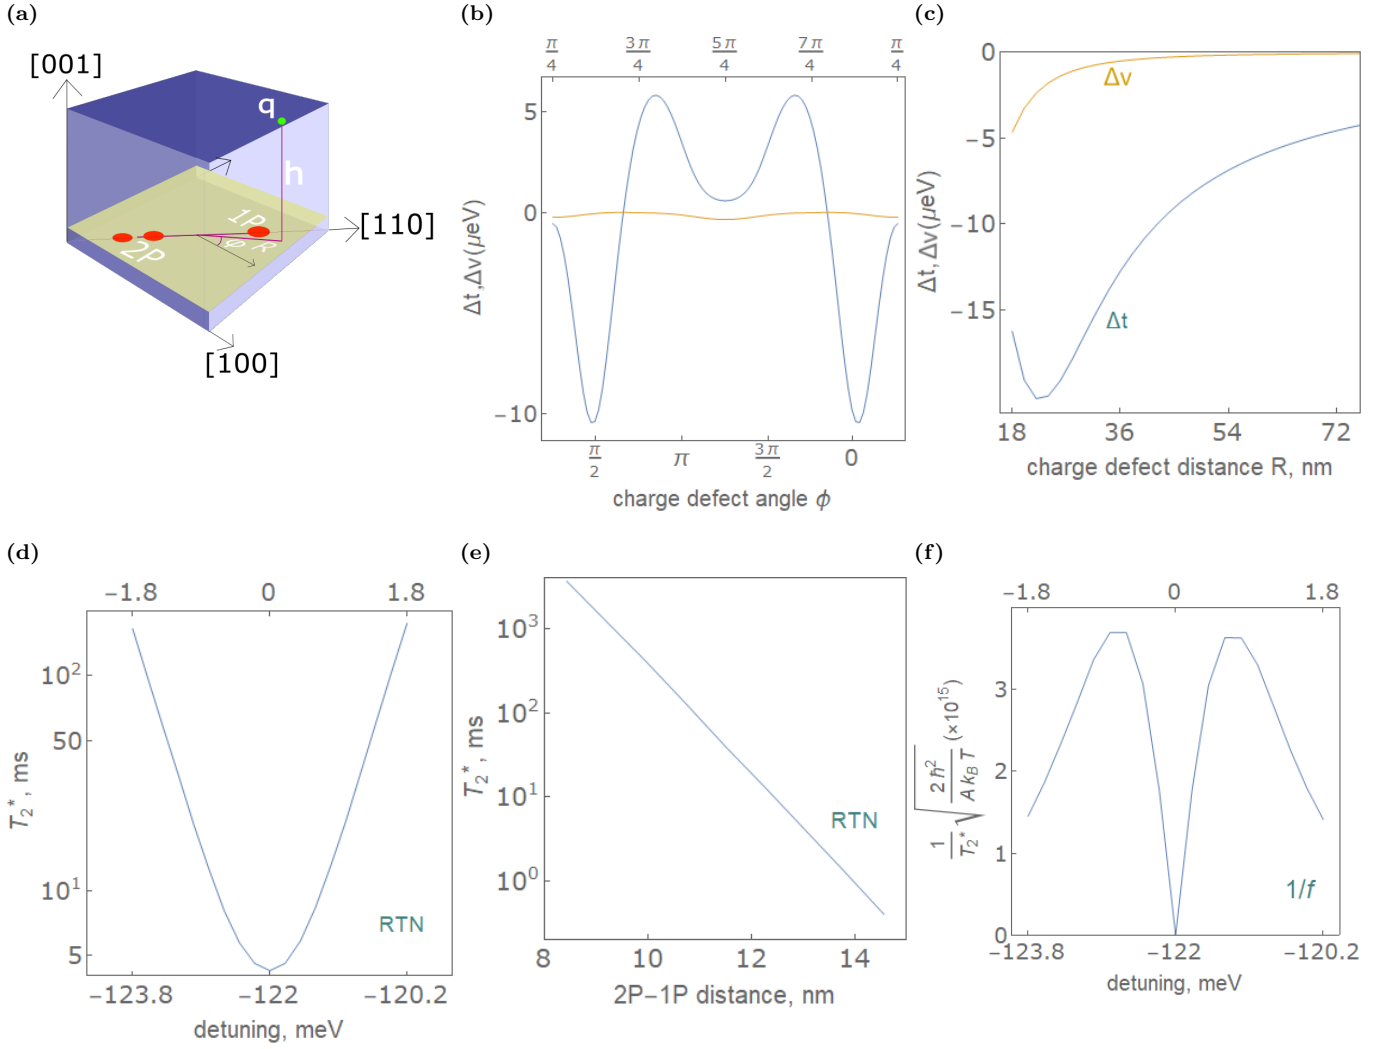 (a)
[001]
q
h
1P
[110]
2P
φ
R
[100]
(b)
π/4 3π/4 5π/4 7π/4 π/4
5
0
−10
Δt,Δv(μeV)
π/2 π 3π/2 0
charge defect angle ϕ
(c)
0
−5
−10
−15
Δv
Δt
Δt,Δv(μeV)
18 36 54 72
charge defect distance R, nm
(d)
−1.8 0 1.8
10²
50
10¹
5
T₂*, ms
RTN
−123.8 −122 −120.2
detuning, meV
(e)
10³
10²
10¹
10⁰
T₂*, ms
RTN
8 10 12 14
2P−1P distance, nm
(f)
−1.8 0 1.8
3
2
1
0
1/T₂* √(2ħ²/A k_B T) (×10¹⁵)
1/f
−123.8 −122 −120.2
detuning, meV